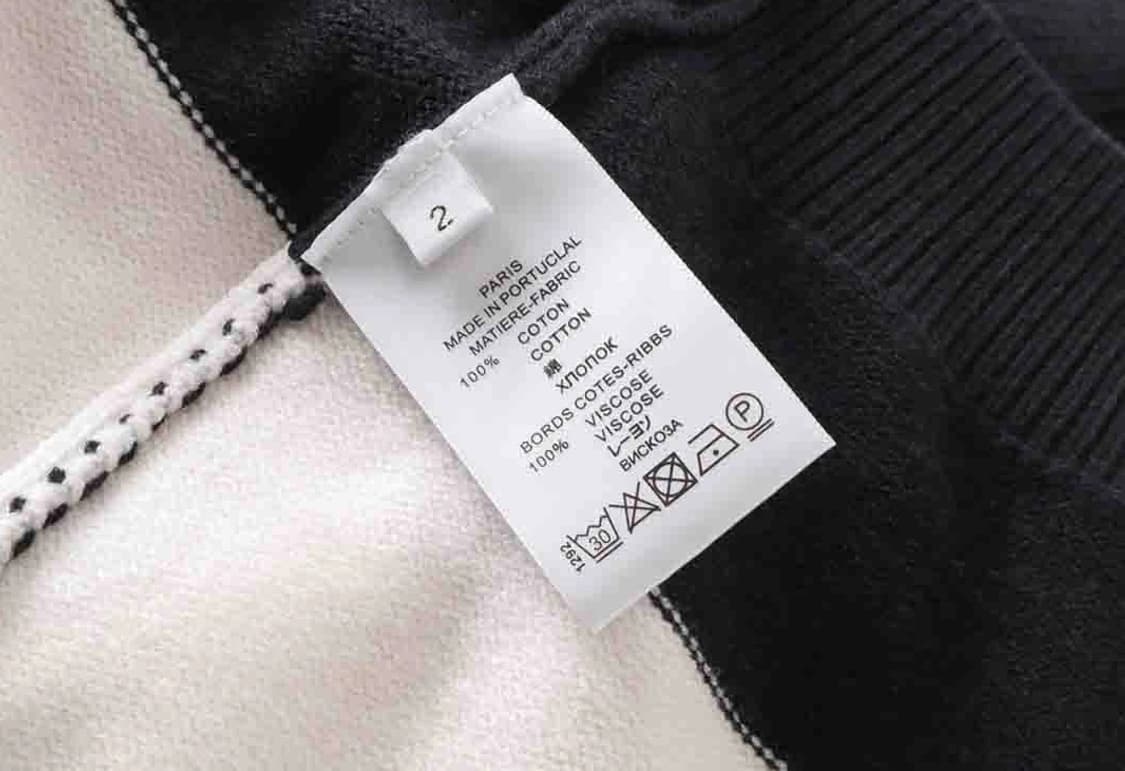 2
PARIS
MADE IN PORTUCLAL
MATIERE-FABRIC
100% COTON
COTTON
綿
ХЛОПОК
BORDS COTES-RIBBS
100% VISCOSE
VISCOSE
レーヨン
ВИСКОЗА
1292 30 P